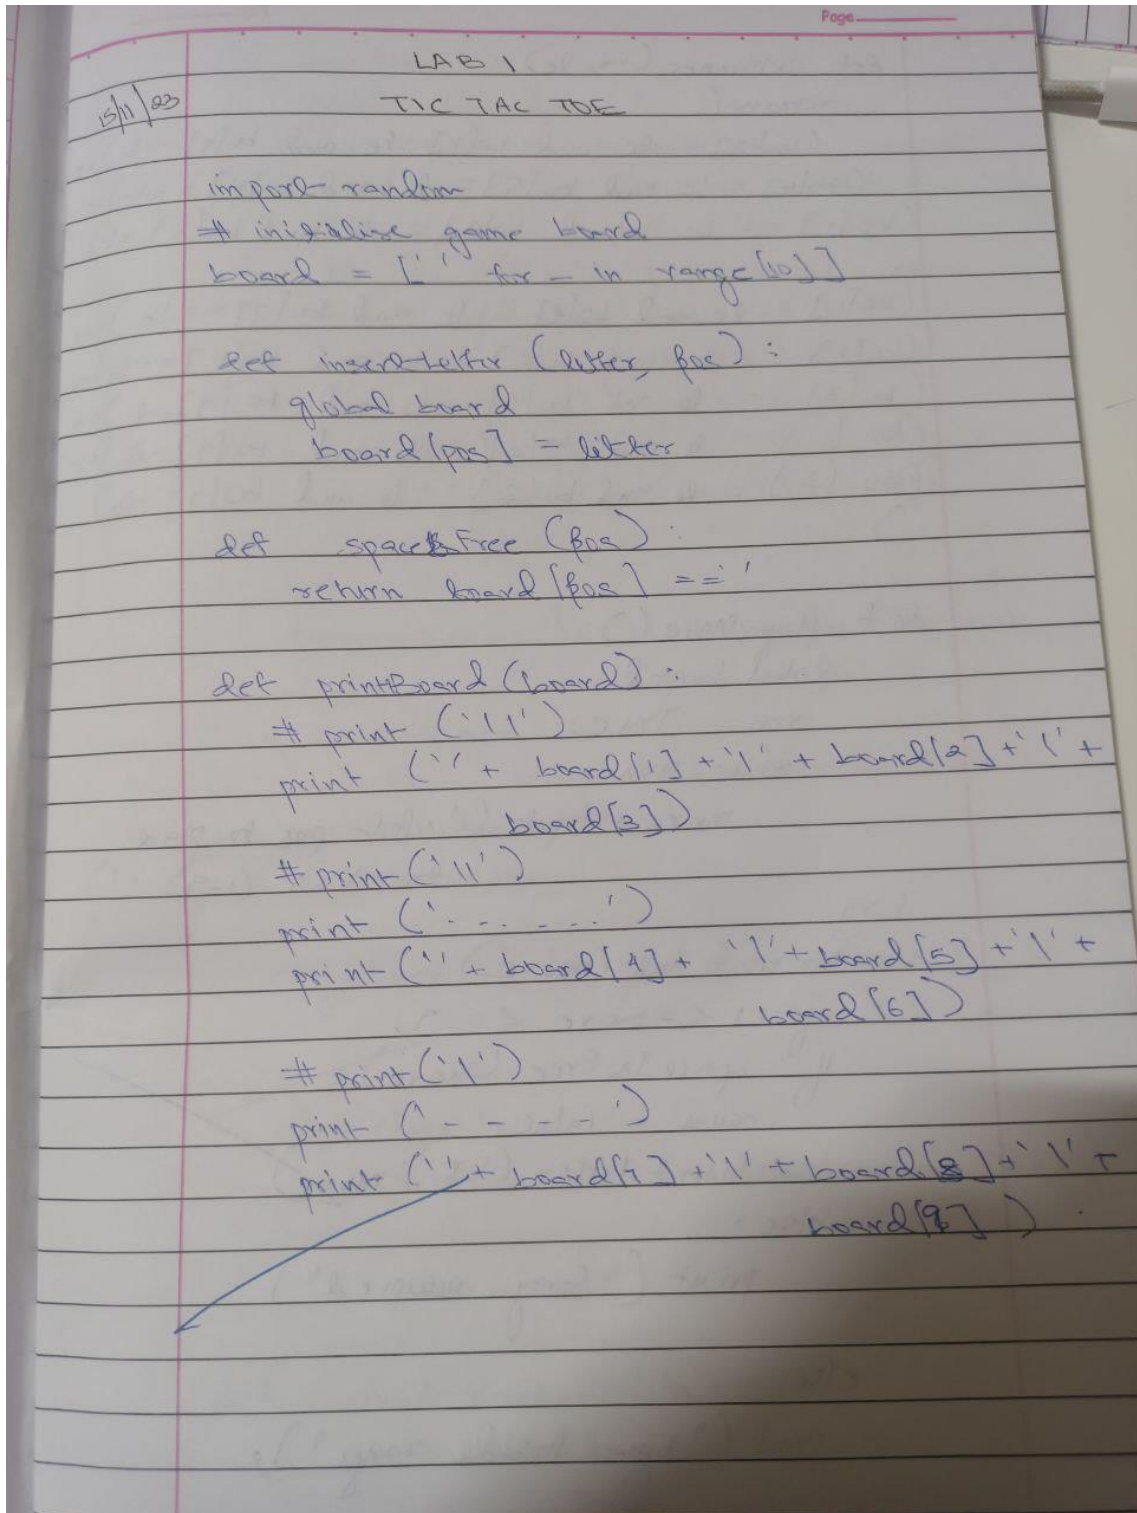 Page
LAB 1
15/11/23
TIC TAC TOE
import random
# initialise game board
board = [' ' for _ in range[10]]
def insertLetter (letter, pos) :
global board
board[pos] = letter
def spaceIsFree (pos) :
return board[pos] == ' '
def printBoard (board) :
# print ('||')
print (' ' + board[1] + '|' + board[2] + '|' +
board[3])
# print ('||')
print ('- - - - - -')
print (' ' + board[4] + '|' + board[5] + '|' +
board[6])
# print ('|')
print ('- - - - -')
print (' ' + board[7] + '|' + board[8] + '|' +
board[9])